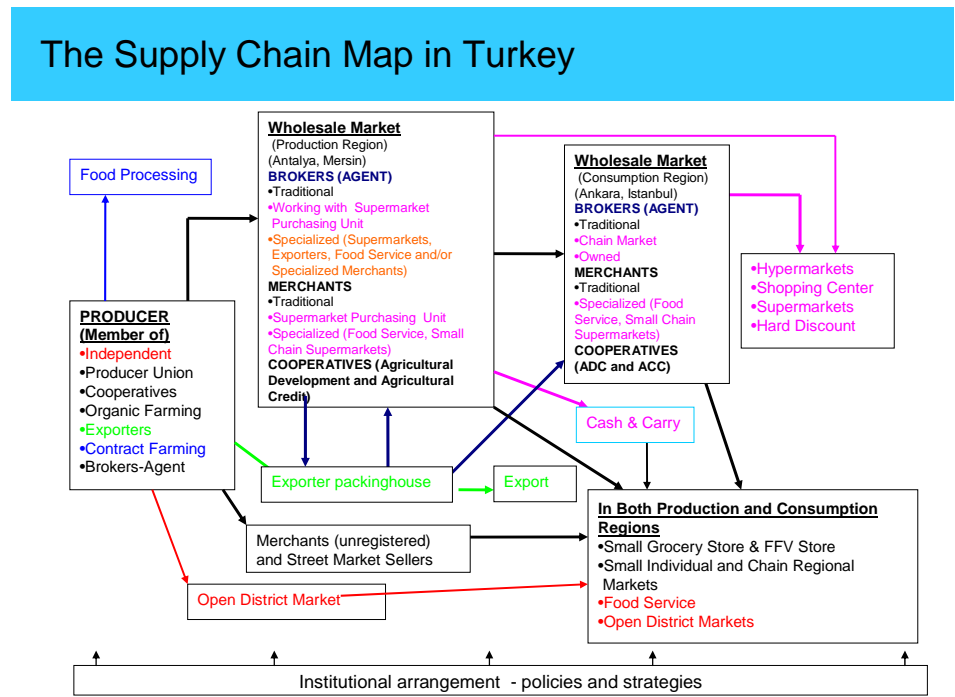 The Supply Chain Map in Turkey
Food Processing
Wholesale Market
(Production Region)
(Antalya, Mersin)
BROKERS (AGENT)
•Traditional
•Working with Supermarket
Purchasing Unit
•Specialized (Supermarkets,
Exporters, Food Service and/or
Specialized Merchants)
MERCHANTS
•Traditional
•Supermarket Purchasing Unit
•Specialized (Food Service, Small
Chain Supermarkets)
COOPERATIVES (Agricultural
Development and Agricultural
Credit)
Wholesale Market
(Consumption Region)
(Ankara, Istanbul)
BROKERS (AGENT)
•Traditional
•Chain Market
•Owned
MERCHANTS
•Traditional
•Specialized (Food
Service, Small Chain
Supermarkets)
COOPERATIVES
(ADC and ACC)
•Hypermarkets
•Shopping Center
•Supermarkets
•Hard Discount
PRODUCER
(Member of)
•Independent
•Producer Union
•Cooperatives
•Organic Farming
•Exporters
•Contract Farming
•Brokers-Agent
Cash & Carry
Exporter packinghouse
Export
Merchants (unregistered)
and Street Market Sellers
Open District Market
In Both Production and Consumption
Regions
•Small Grocery Store & FFV Store
•Small Individual and Chain Regional
Markets
•Food Service
•Open District Markets
Institutional arrangement - policies and strategies